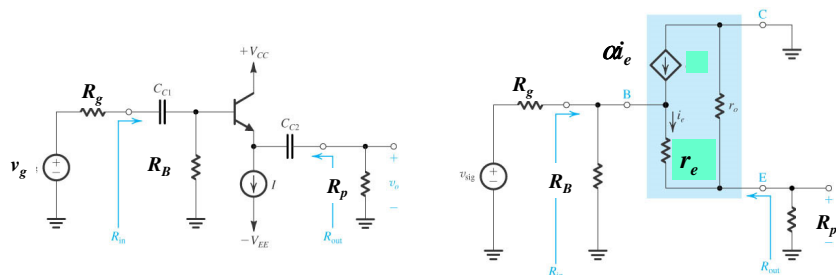 +V_CC
R_g
C_C1
C_C2
v_g
+
−
R_B
I
R_p
+
v_o
−
R_in
−V_EE
R_out
C
αi_e
R_g
B
i_e
r_o
v_sig
+
−
R_B
r_e
E
+
R_p
−
R_out